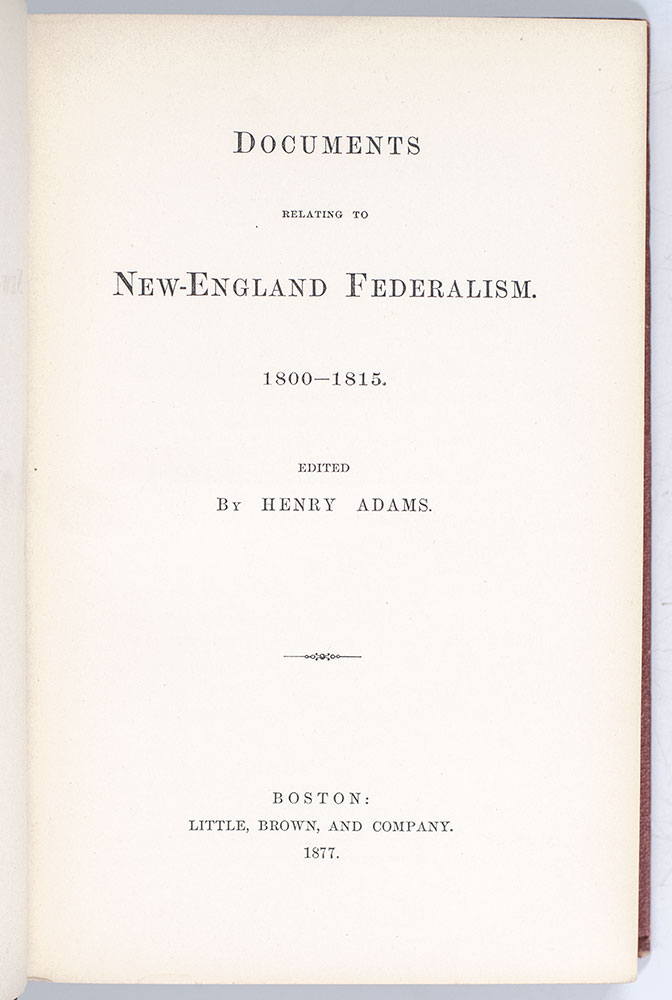 Documents
RELATING TO
New-England Federalism.
1800–1815.
EDITED
By HENRY ADAMS.
BOSTON:
LITTLE, BROWN, AND COMPANY.
1877.